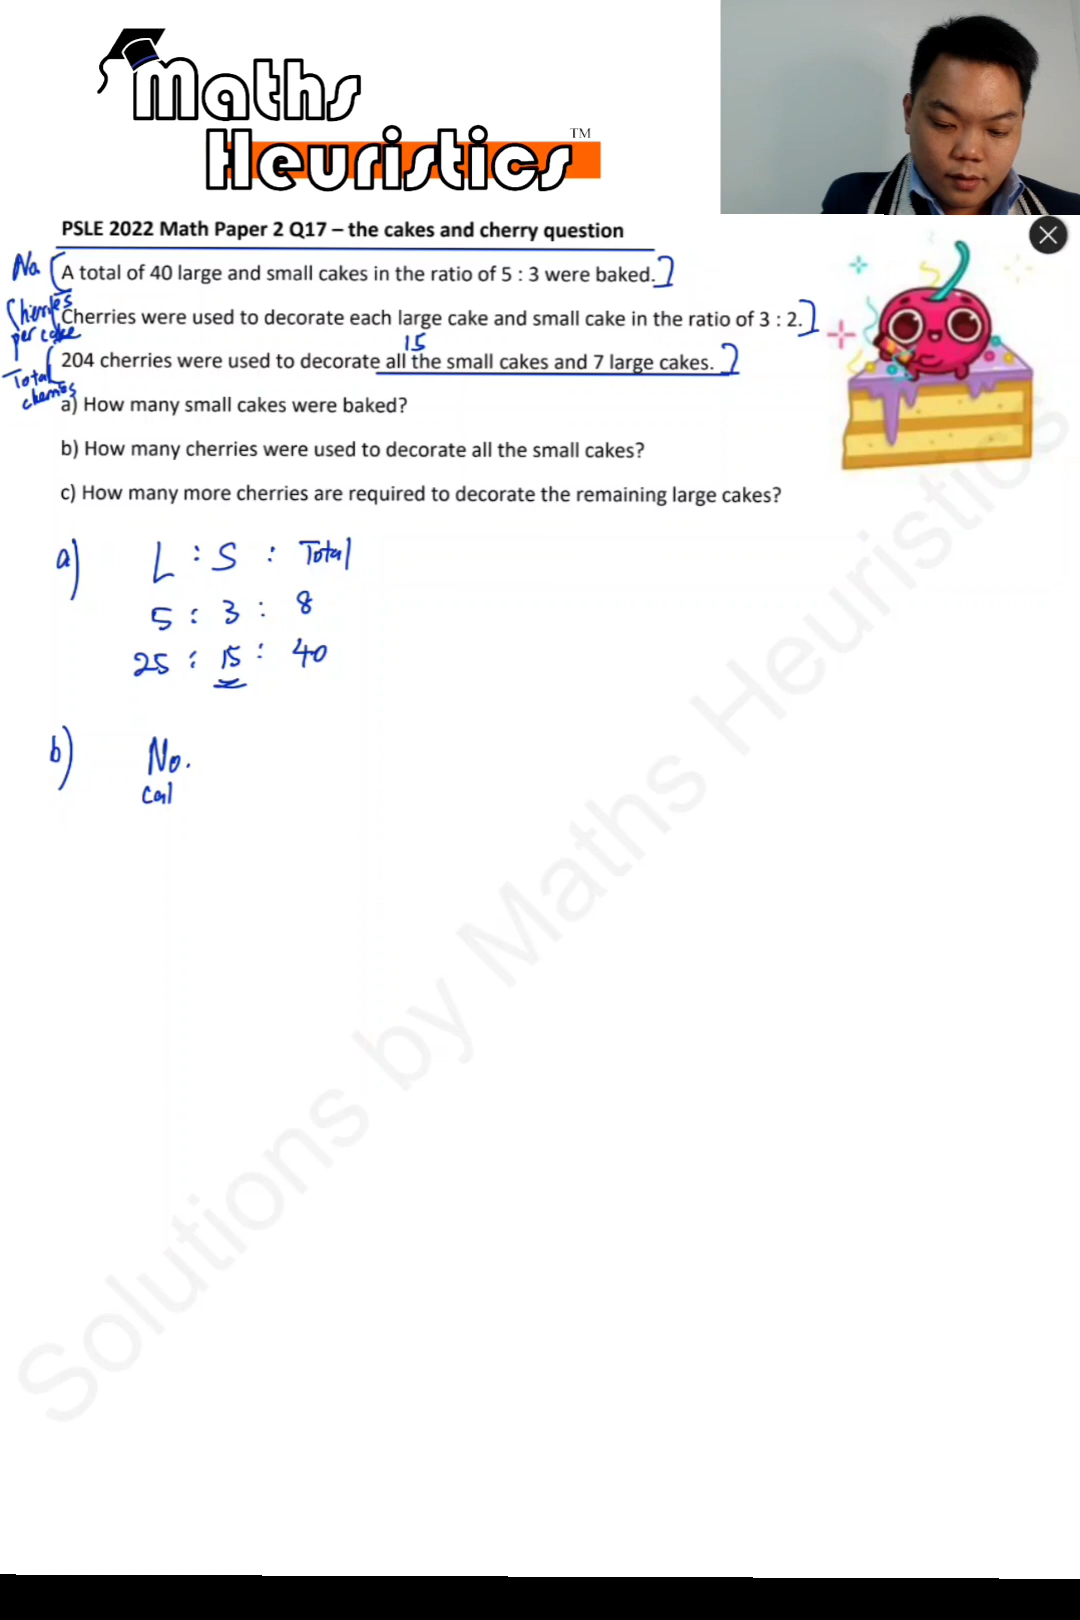 Maths
Heuristics TM
PSLE 2022 Math Paper 2 Q17 – the cakes and cherry question
No. A total of 40 large and small cakes in the ratio of 5 : 3 were baked.
Cherries per cake Cherries were used to decorate each large cake and small cake in the ratio of 3 : 2.
15
Total cherries 204 cherries were used to decorate all the small cakes and 7 large cakes.
a) How many small cakes were baked?
b) How many cherries were used to decorate all the small cakes?
c) How many more cherries are required to decorate the remaining large cakes?
a) L : S : Total
5 : 3 : 8
25 : 15 : 40
b) No.
Solutions by Maths Heuristics